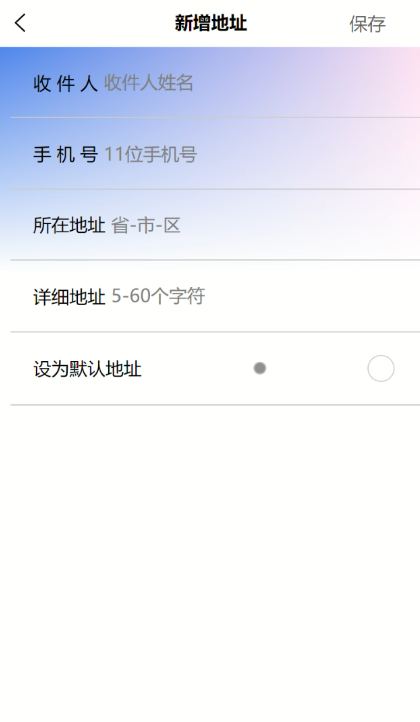 新增地址 保存
收 件 人 收件人姓名
手 机 号 11位手机号
所在地址 省-市-区
详细地址 5-60个字符
设为默认地址